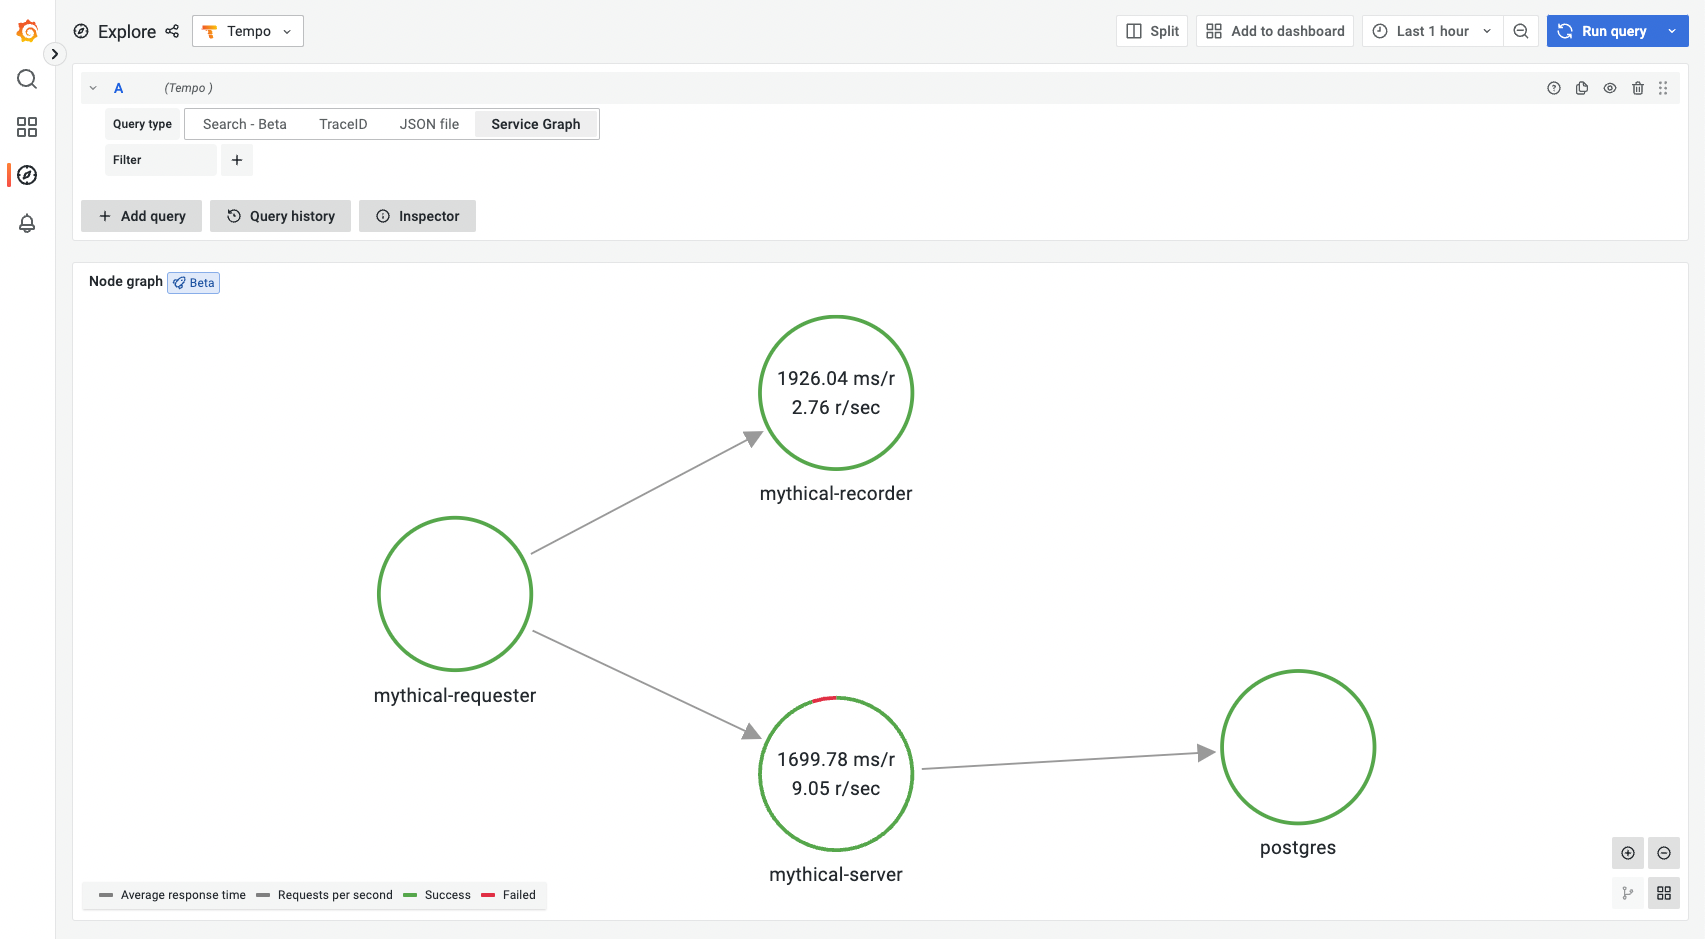 Explore
Tempo
Split
Add to dashboard
Last 1 hour
Run query
A
(Tempo )
Query type
Search - Beta
TraceID
JSON file
Service Graph
Filter
Add query
Query history
Inspector
Node graph
Beta
1926.04 ms/r
2.76 r/sec
mythical-recorder
mythical-requester
1699.78 ms/r
9.05 r/sec
mythical-server
postgres
Average response time
Requests per second
Success
Failed